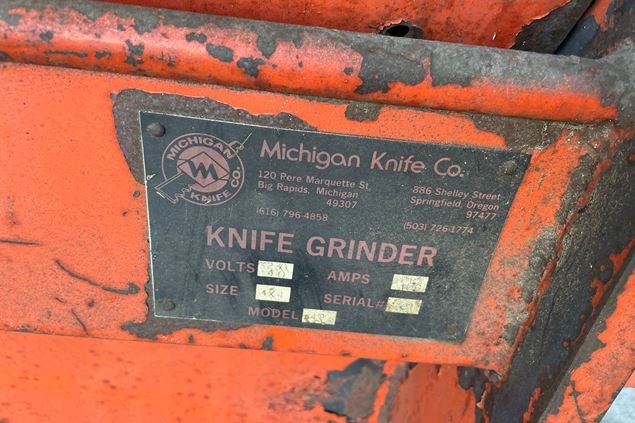 MICHIGAN
KNIFE CO.
Michigan Knife Co.
120 Pere Marquette St.
Big Rapids, Michigan
49307
(616) 796-4858
886 Shelley Street
Springfield, Oregon
97477
(503) 726-1774
KNIFE GRINDER
VOLTS
AMPS
SIZE
SERIAL#
MODEL